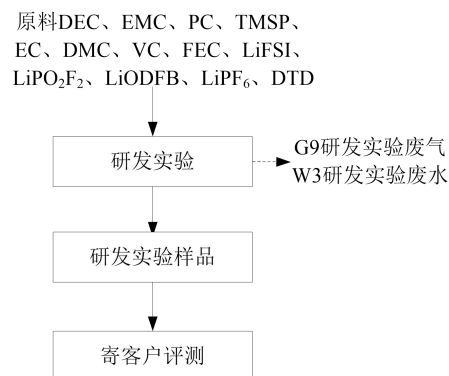 原料DEC、EMC、PC、TMSP、
EC、DMC、VC、FEC、LiFSI、
LiPO₂F₂、LiODFB、LiPF₆、DTD
研发实验
G9研发实验废气
W3研发实验废水
研发实验样品
寄客户评测